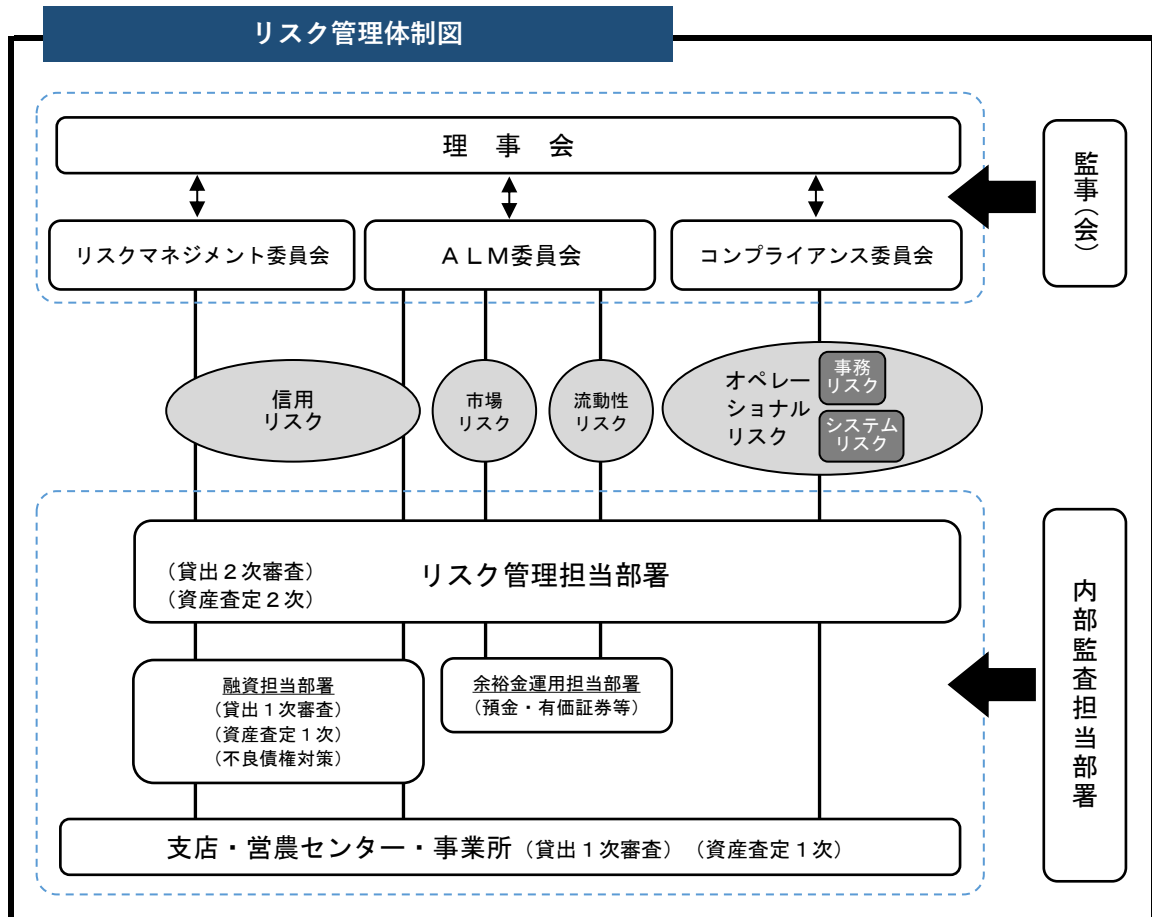 リスク管理体制図
理　事　会
監事（会）
リスクマネジメント委員会
ＡＬＭ委員会
コンプライアンス委員会
信用
リスク
市場
リスク
流動性
リスク
オペレー
ショナル
リスク
事務
リスク
システム
リスク
リスク管理担当部署
（貸出２次審査）
（資産査定２次）
内部監査担当部署
融資担当部署
（貸出１次審査）
（資産査定１次）
（不良債権対策）
余裕金運用担当部署
（預金・有価証券等）
支店・営農センター・事業所（貸出１次審査）（資産査定１次）